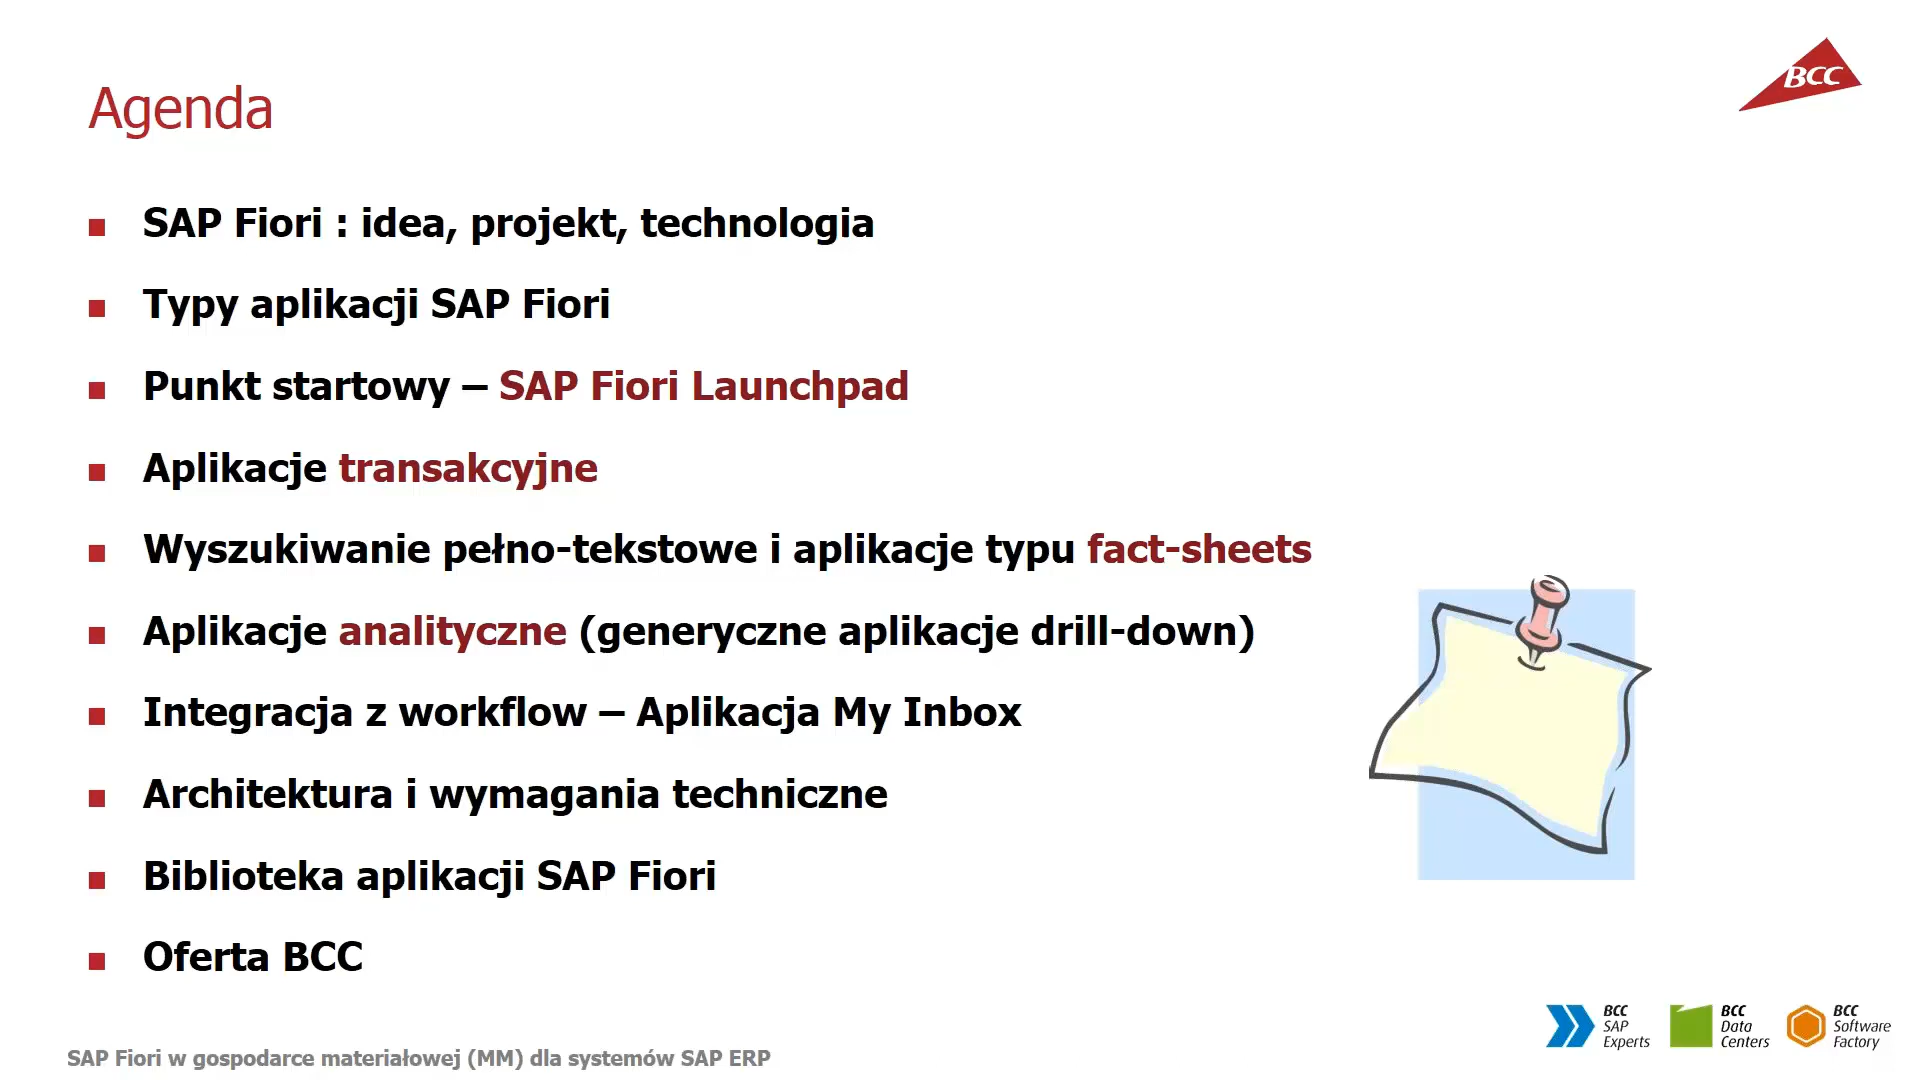 BCC
Agenda
SAP Fiori : idea, projekt, technologia
Typy aplikacji SAP Fiori
Punkt startowy – SAP Fiori Launchpad
Aplikacje transakcyjne
Wyszukiwanie pełno-tekstowe i aplikacje typu fact-sheets
Aplikacje analityczne (generyczne aplikacje drill-down)
Integracja z workflow – Aplikacja My Inbox
Architektura i wymagania techniczne
Biblioteka aplikacji SAP Fiori
Oferta BCC
BCC
SAP
Experts
BCC
Data
Centers
BCC
Software
Factory
SAP Fiori w gospodarce materiałowej (MM) dla systemów SAP ERP